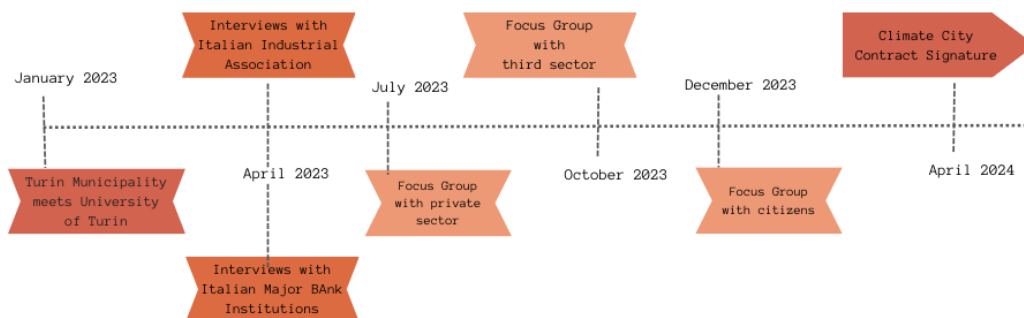 Interviews with
Italian Industrial
Association
Focus Group
with
third sector
Climate City
Contract Signature
January 2023
July 2023
December 2023
April 2023
October 2023
April 2024
Turin Municipality
meets University
of Turin
Focus Group
with private
sector
Focus Group
with citizens
Interviews with
Italian Major BAnk
Institutions